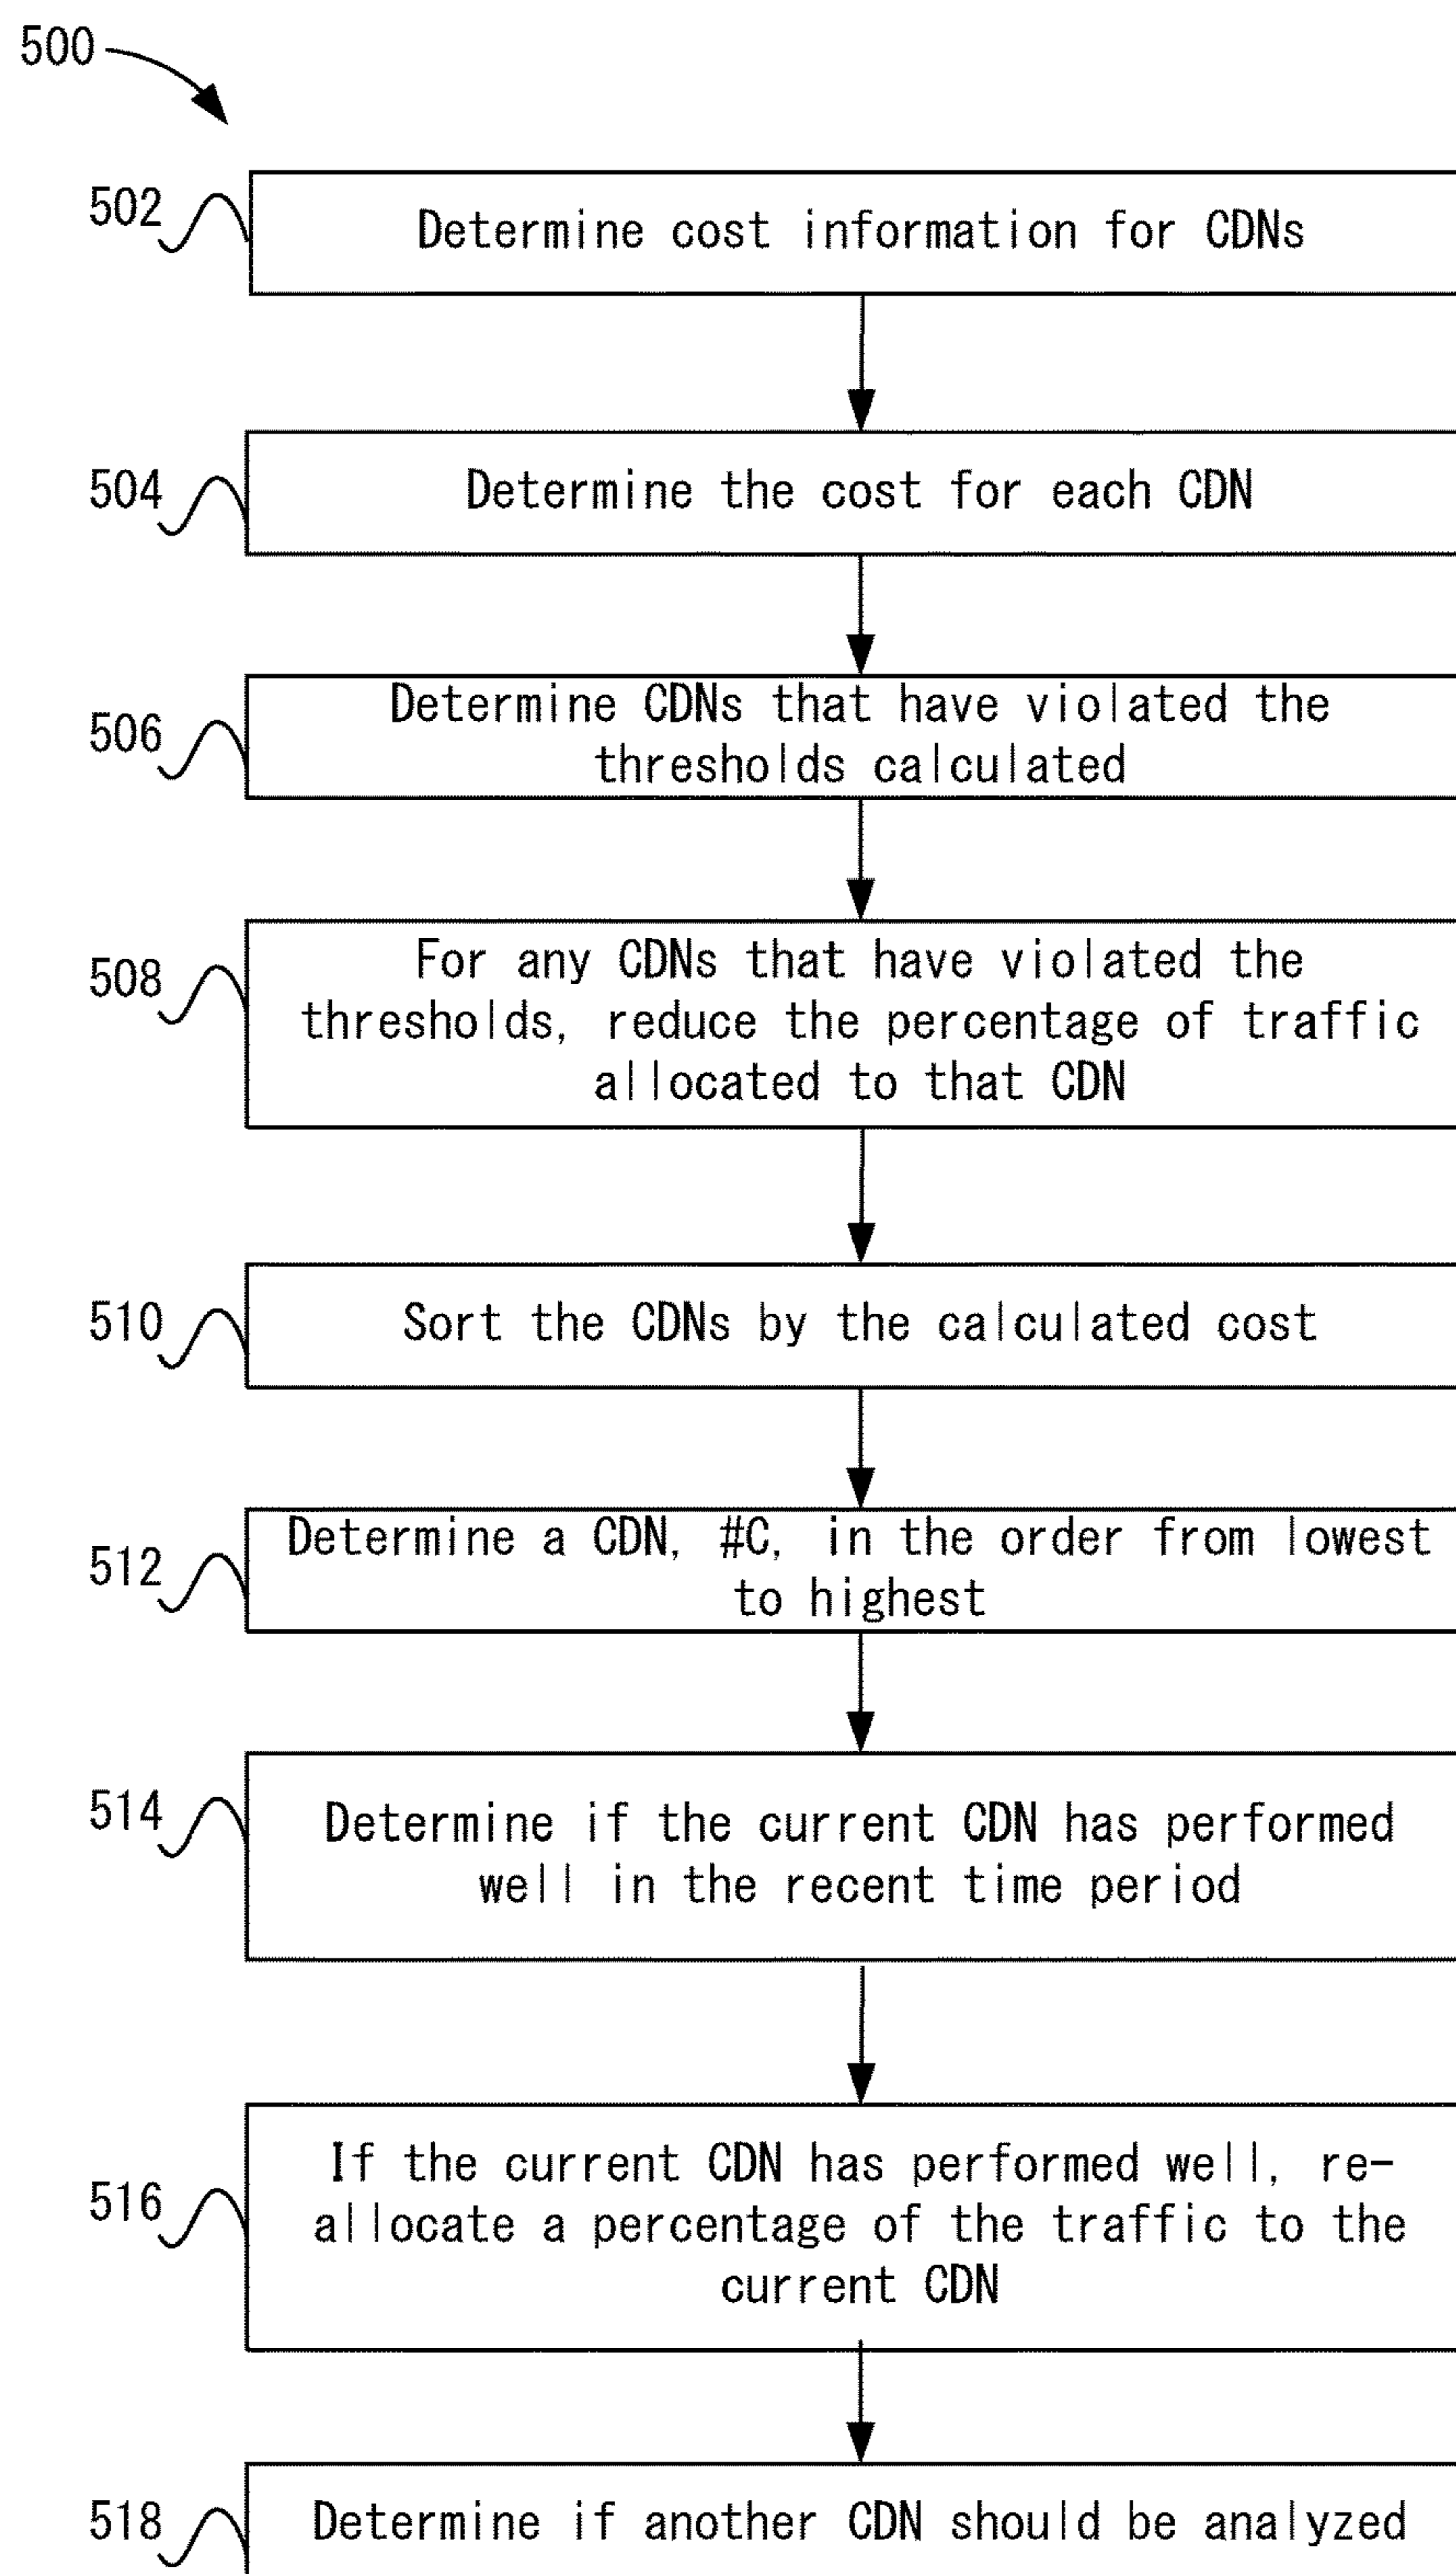 500
502
Determine cost information for CDNs
504
Determine the cost for each CDN
506
Determine CDNs that have violated the
thresholds calculated
508
For any CDNs that have violated the
thresholds, reduce the percentage of traffic
allocated to that CDN
510
Sort the CDNs by the calculated cost
512
Determine a CDN, #C, in the order from lowest
to highest
514
Determine if the current CDN has performed
well in the recent time period
516
If the current CDN has performed well, re-
allocate a percentage of the traffic to the
current CDN
518
Determine if another CDN should be analyzed